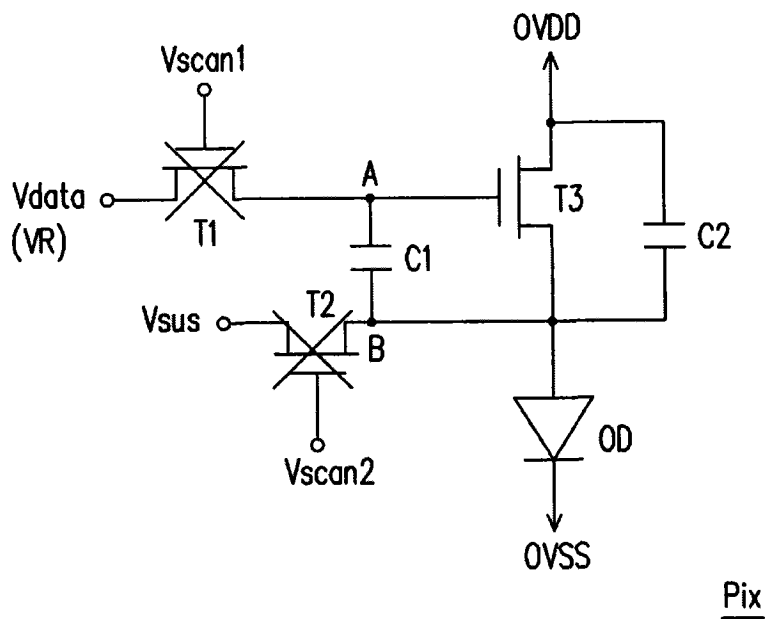 OVDD
Vscan1
A
Vdata
(VR)
T1
T3
C1
C2
T2
Vsus
B
OD
Vscan2
OVSS
Pix